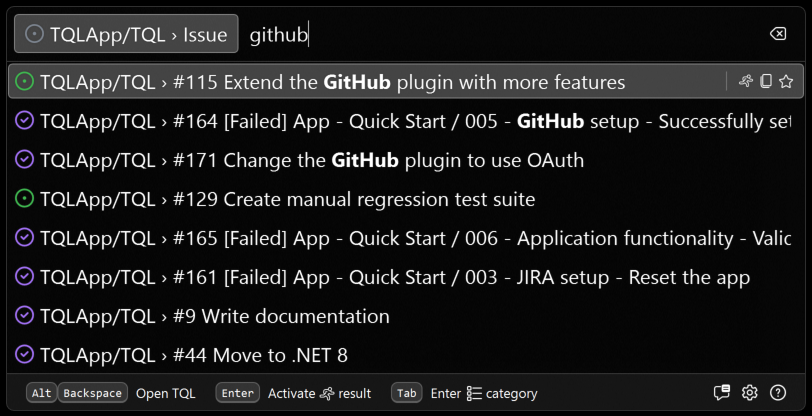 TQLApp/TQL › Issue github
TQLApp/TQL › #115 Extend the GitHub plugin with more features
TQLApp/TQL › #164 [Failed] App - Quick Start / 005 - GitHub setup - Successfully set
TQLApp/TQL › #171 Change the GitHub plugin to use OAuth
TQLApp/TQL › #129 Create manual regression test suite
TQLApp/TQL › #165 [Failed] App - Quick Start / 006 - Application functionality - Valid
TQLApp/TQL › #161 [Failed] App - Quick Start / 003 - JIRA setup - Reset the app
TQLApp/TQL › #9 Write documentation
TQLApp/TQL › #44 Move to .NET 8
Alt Backspace Open TQL Enter Activate result Tab Enter category